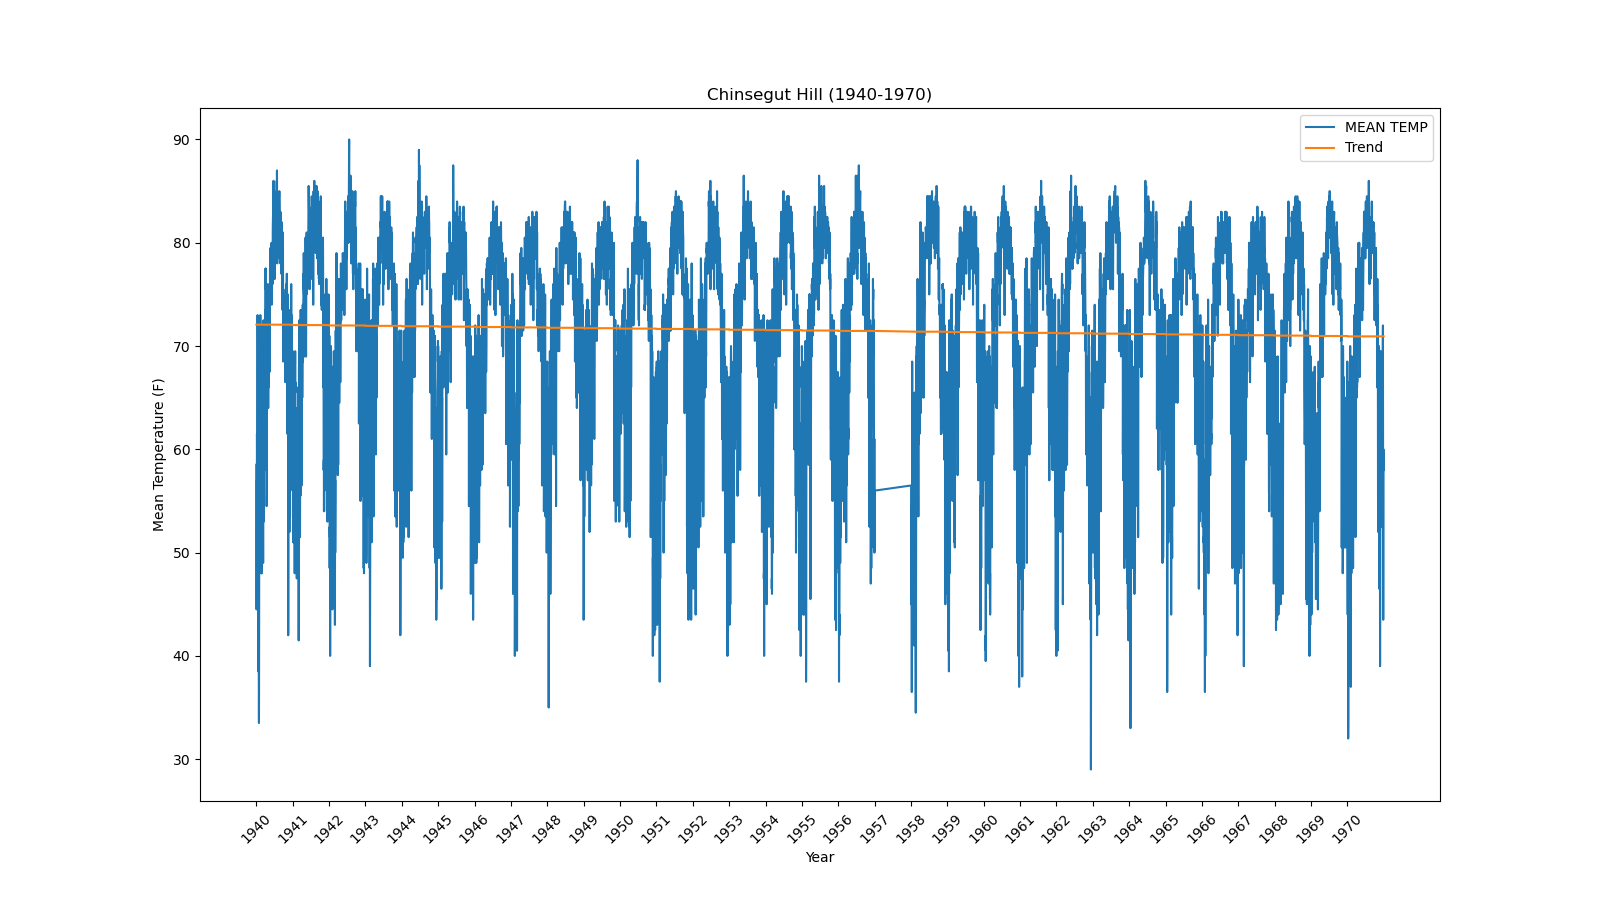 Chinsegut Hill (1940-1970)
MEAN TEMP
Trend
90
80
70
60
50
40
30
Mean Temperature (F)
1940 1941 1942 1943 1944 1945 1946 1947 1948 1949 1950 1951 1952 1953 1954 1955 1956 1957 1958 1959 1960 1961 1962 1963 1964 1965 1966 1967 1968 1969 1970
Year